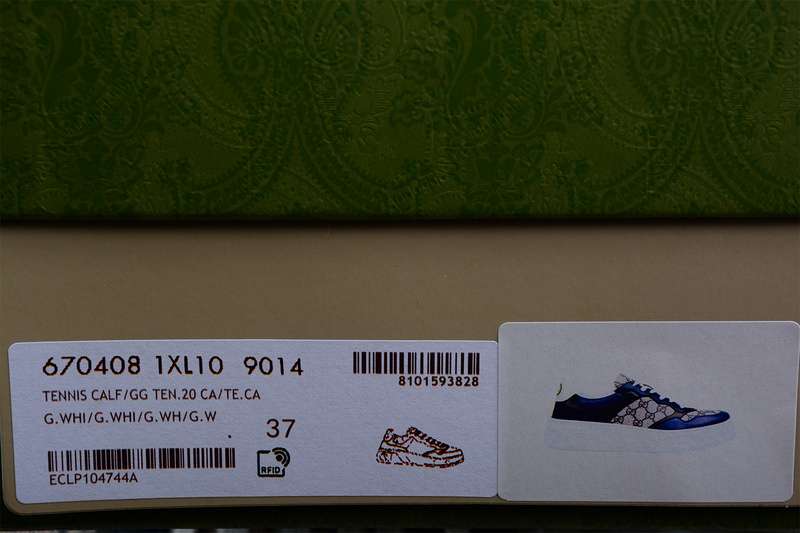 670408 1XL10 9014
8101593828
TENNIS CALF/GG TEN.20 CA/TE.CA
G.WHI/G.WHI/G.WH/G.W
37
RFID
ECLP104744A